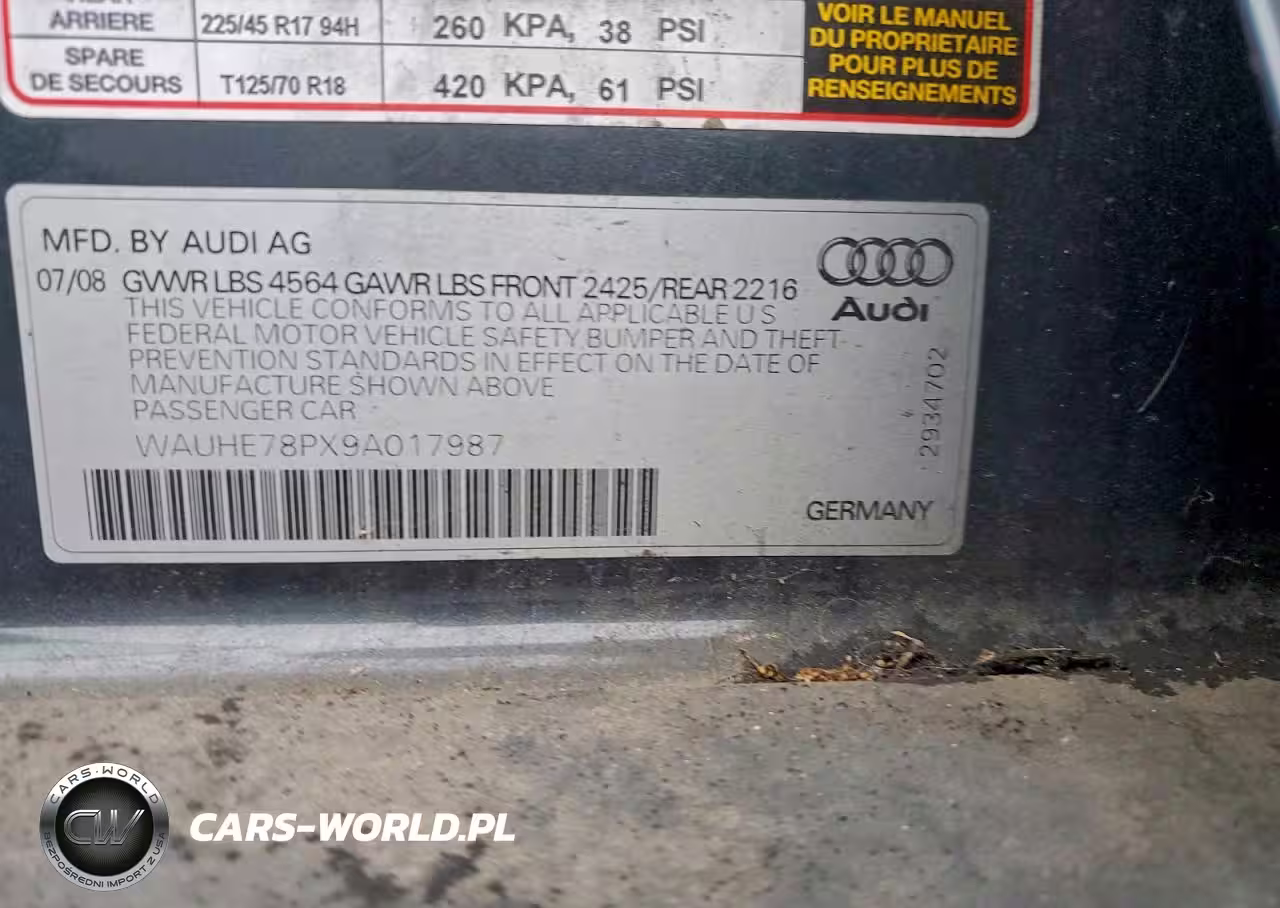 ARRIERE 225/45 R17 94H 260 KPA, 38 PSI
SPARE
DE SECOURS T125/70 R18 420 KPA, 61 PSI
VOIR LE MANUEL
DU PROPRIETAIRE
POUR PLUS DE
RENSEIGNEMENTS
MFD. BY AUDI AG
07/08 GVWR LBS 4564 GAWR LBS FRONT 2425/REAR 2216
THIS VEHICLE CONFORMS TO ALL APPLICABLE U S
FEDERAL MOTOR VEHICLE SAFETY BUMPER AND THEFT
PREVENTION STANDARDS IN EFFECT ON THE DATE OF
MANUFACTURE SHOWN ABOVE
PASSENGER CAR
WAUHE78PX9A017987
Audi
29347702
GERMANY
CARS-WORLD
CW
BEZPOŚREDNI IMPORT Z USA
CARS-WORLD.PL